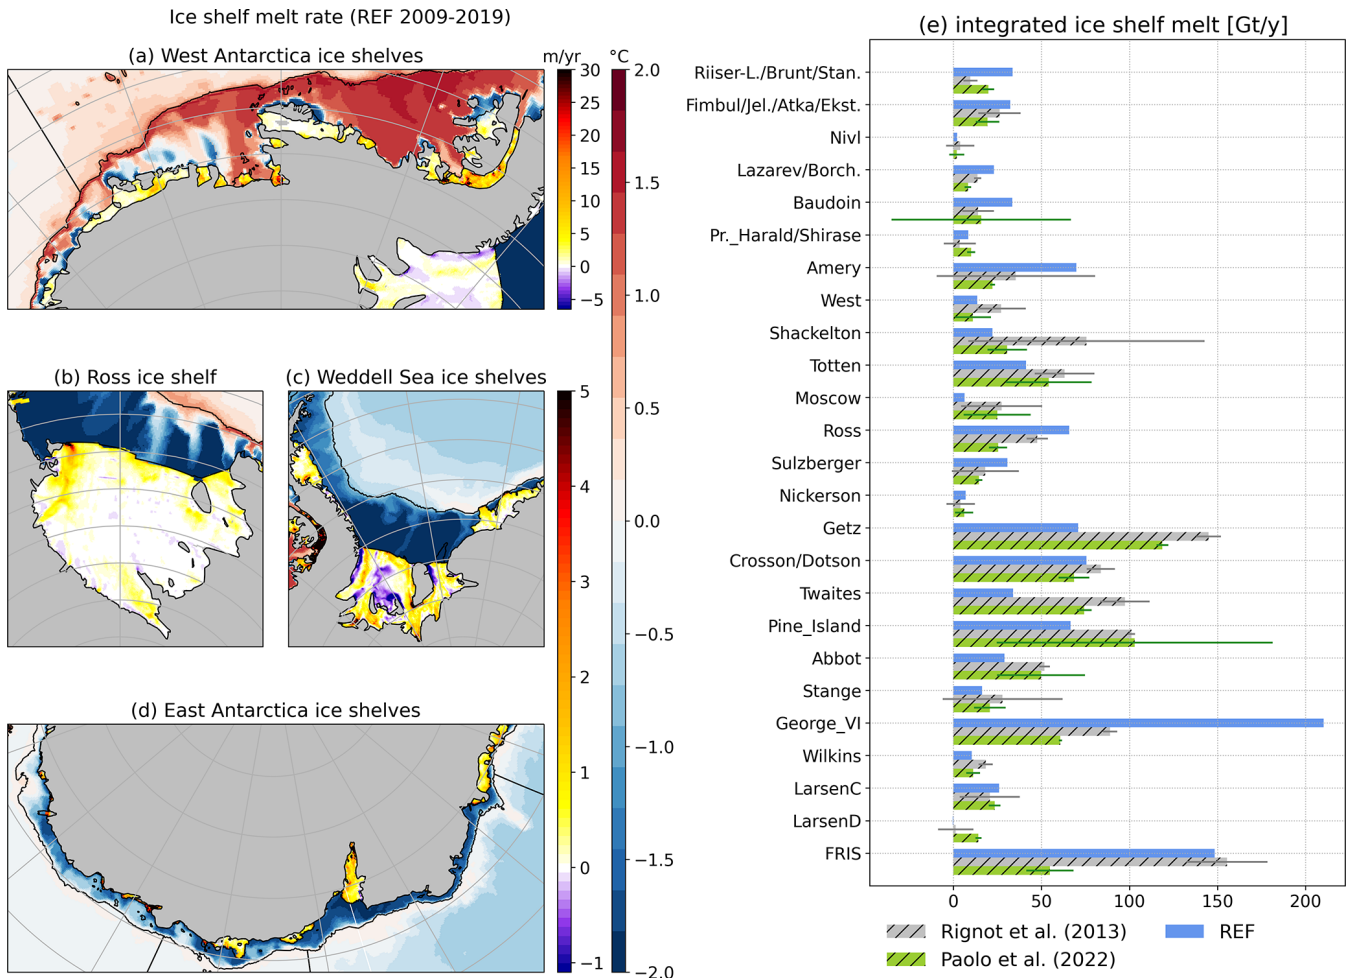 Ice shelf melt rate (REF 2009-2019)
(a) West Antarctica ice shelves
m/yr
°C
30
25
20
15
10
5
0
−5
2.0
1.5
1.0
0.5
0.0
−0.5
−1.0
−1.5
−2.0
(b) Ross ice shelf
(c) Weddell Sea ice shelves
5
4
3
2
1
0
−1
(d) East Antarctica ice shelves
(e) integrated ice shelf melt [Gt/y]
Riiser-L./Brunt/Stan.
Fimbul/Jel./Atka/Ekst.
Nivl
Lazarev/Borch.
Baudoin
Pr._Harald/Shirase
Amery
West
Shackelton
Totten
Moscow
Ross
Sulzberger
Nickerson
Getz
Crosson/Dotson
Twaites
Pine_Island
Abbot
Stange
George_VI
Wilkins
LarsenC
LarsenD
FRIS
0 50 100 150 200
Rignot et al. (2013)
REF
Paolo et al. (2022)